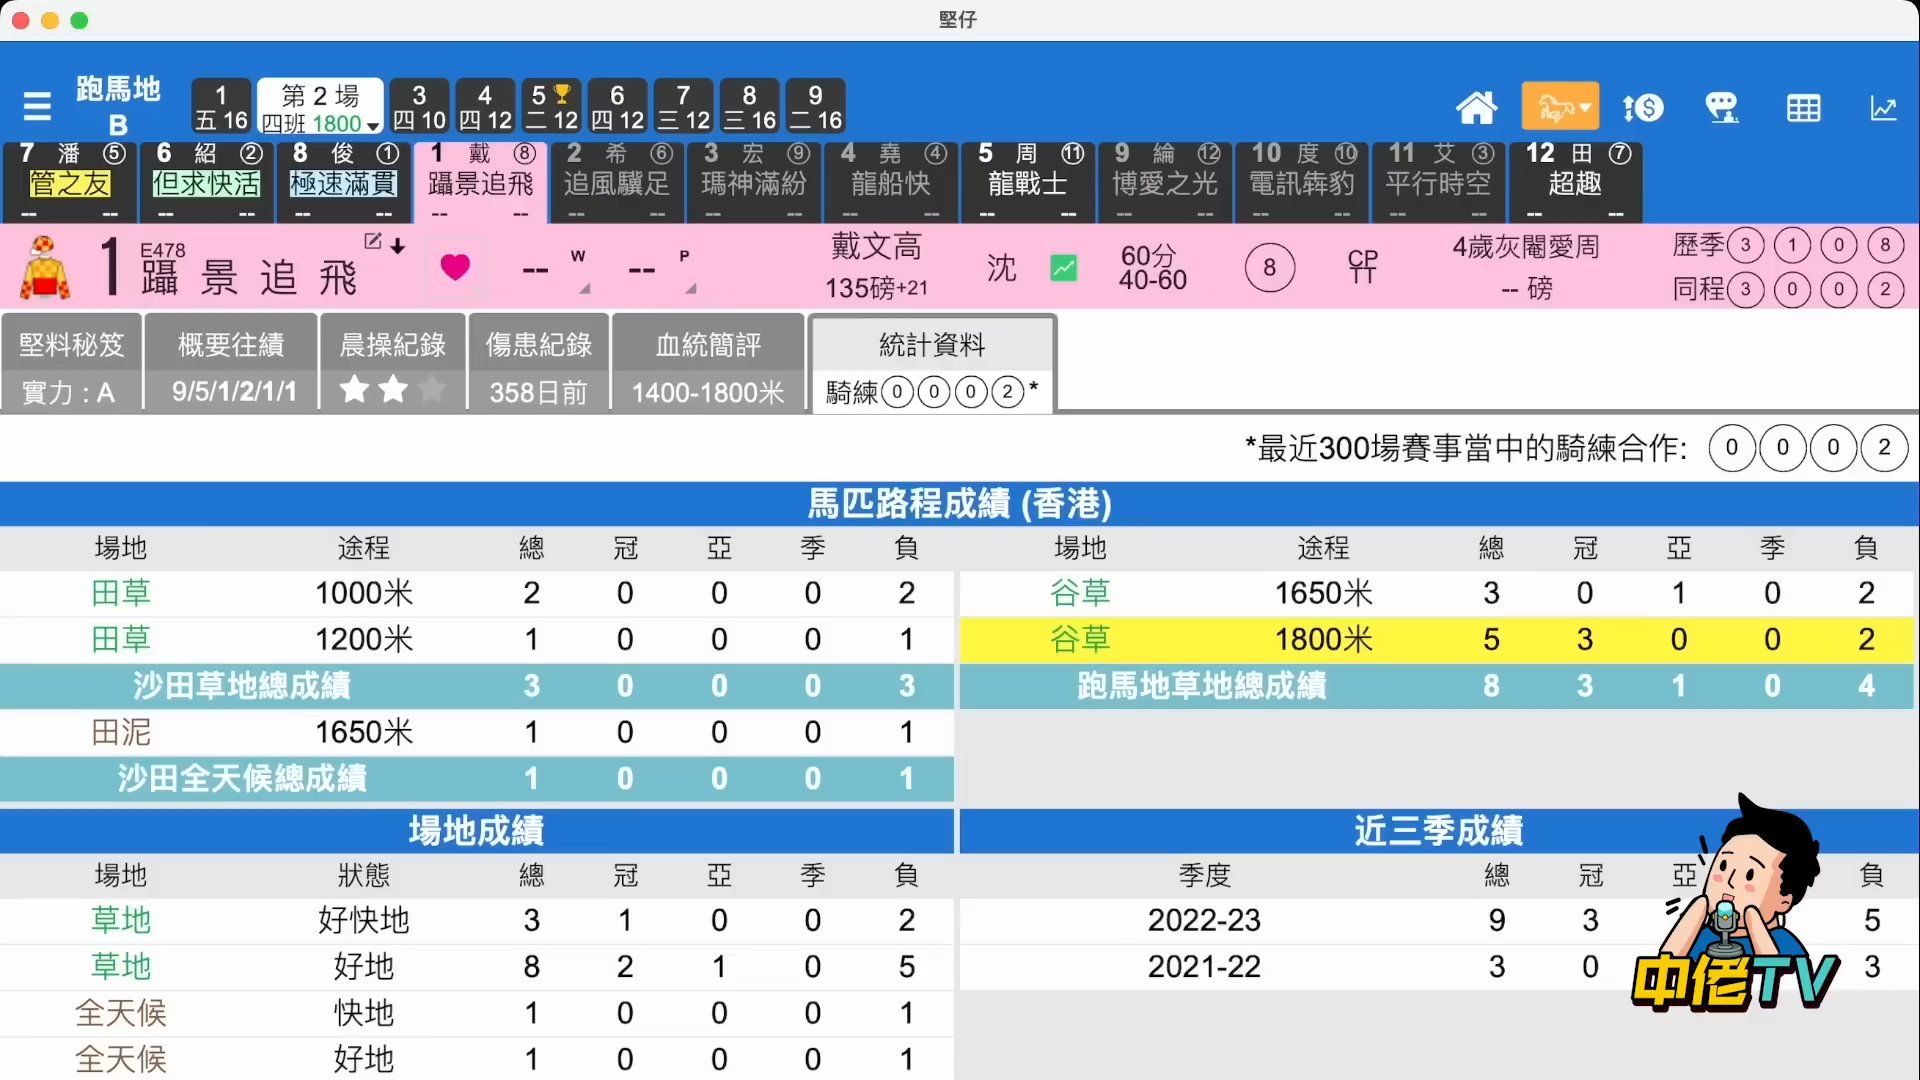 堅仔
跑馬地
B
1
五 16
第 2 場
四班 1800
3
四 10
4
四 12
5
二 12
6
四 12
7
三 12
8
三 16
9
二 16
7 潘 5
管之友
-- --
6 紹 2
但求快活
-- --
8 俊 1
極速滿貫
-- --
1 戴 8
躡景追飛
-- --
2 希 6
追風驥足
-- --
3 宏 9
瑪神滿紛
-- --
4 堯 4
龍船快
-- --
5 周 11
龍戰士
-- --
9 綸 12
博愛之光
-- --
10 度 10
電訊犇豹
-- --
11 艾 3
平行時空
-- --
12 田 7
超趣
-- --
1
E478
躡景追飛
-- W
-- P
戴文高
135磅+21
沈
60分
40-60
8
CP
竹
4歲灰閹愛周
-- 磅
歷季 3 1 0 8
同程 3 0 0 2
堅料秘笈
實力 : A
概要往績
9/5/1/2/1/1
晨操紀錄
傷患紀錄
358日前
血統簡評
1400-1800米
統計資料
騎練 0 0 0 2 *
*最近300場賽事當中的騎練合作: 0 0 0 2
馬匹路程成績 (香港)
場地 途程 總 冠 亞 季 負
田草 1000米 2 0 0 0 2
田草 1200米 1 0 0 0 1
沙田草地總成績 3 0 0 0 3
田泥 1650米 1 0 0 0 1
沙田全天候總成績 1 0 0 0 1
場地 途程 總 冠 亞 季 負
谷草 1650米 3 0 1 0 2
谷草 1800米 5 3 0 0 2
跑馬地草地總成績 8 3 1 0 4
場地成績
場地 狀態 總 冠 亞 季 負
草地 好快地 3 1 0 0 2
草地 好地 8 2 1 0 5
全天候 快地 1 0 0 0 1
全天候 好地 1 0 0 0 1
近三季成績
季度 總 冠 亞 負
2022-23 9 3 5
2021-22 3 0 3
中佬TV